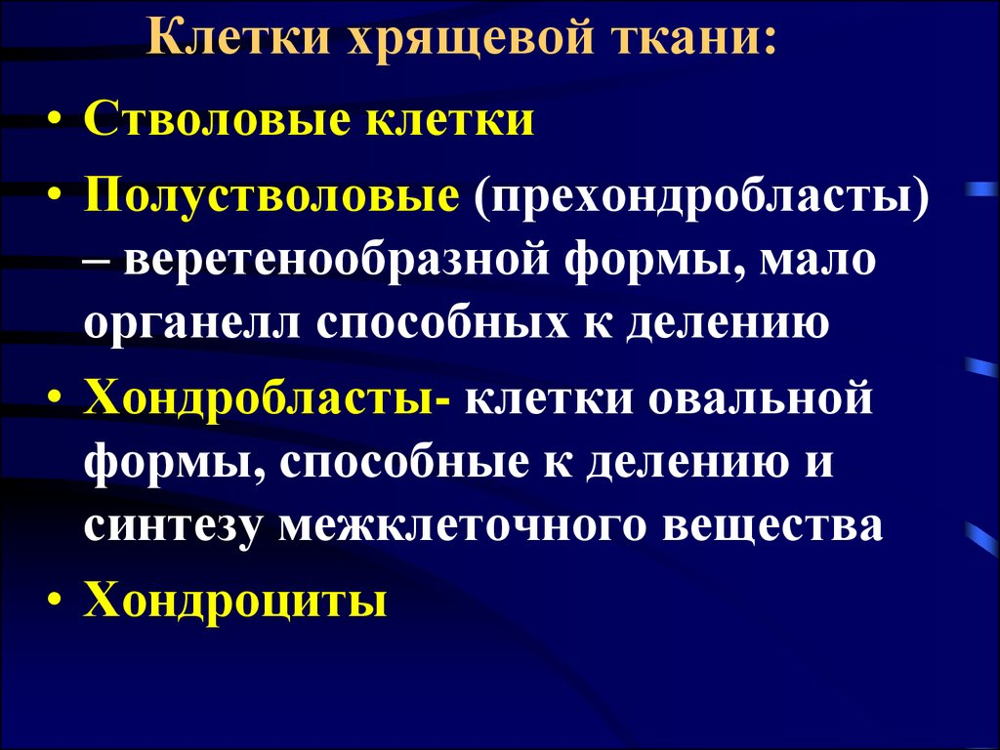 Клетки хрящевой ткани:
• Стволовые клетки
• Полустволовые (прехондробласты)
– веретенообразной формы, мало
органелл способных к делению
• Хондробласты- клетки овальной
формы, способные к делению и
синтезу межклеточного вещества
• Хондроциты